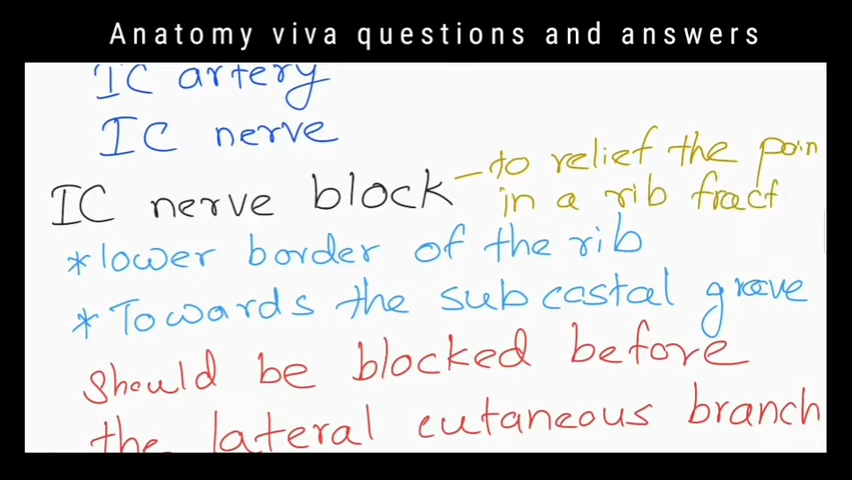 Anatomy viva questions and answers
IC artery
IC nerve
IC nerve block – to relief the pain
in a rib fract
*lower border of the rib
*Towards the subcostal groove
should be blocked before
the lateral cutaneous branch